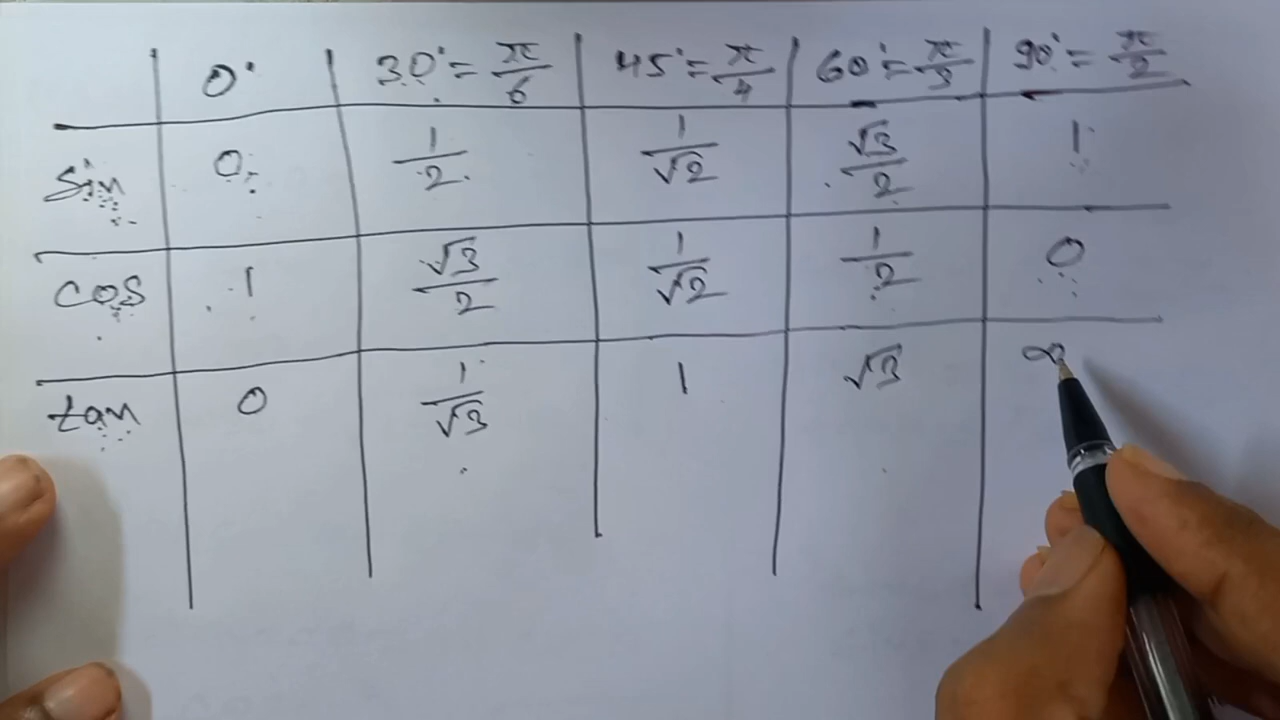 0° 30° = π/6 45° = π/4 60° = π/3 90° = π/2
Sin 0 1/2 1/√2 √3/2 1
cos 1 √3/2 1/√2 1/2 0
tan 0 1/√3 1 √3 ∞